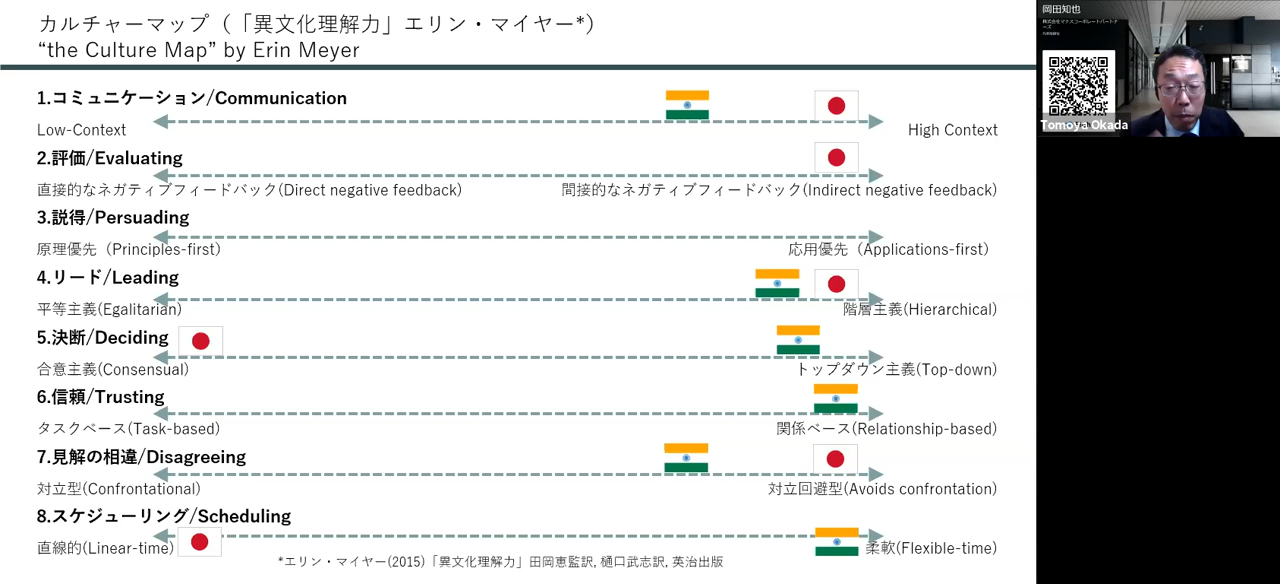 カルチャーマップ（「異文化理解力」エリン・マイヤー*）
“the Culture Map” by Erin Meyer
1.コミュニケーション/Communication
Low-Context
High Context
2.評価/Evaluating
直接的なネガティブフィードバック(Direct negative feedback)
間接的なネガティブフィードバック(Indirect negative feedback)
3.説得/Persuading
原理優先（Principles-first）
応用優先（Applications-first）
4.リード/Leading
平等主義(Egalitarian)
階層主義(Hierarchical)
5.決断/Deciding
合意主義(Consensual)
トップダウン主義(Top-down)
6.信頼/Trusting
タスクベース(Task-based)
関係ベース(Relationship-based)
7.見解の相違/Disagreeing
対立型(Confrontational)
対立回避型(Avoids confrontation)
8.スケジューリング/Scheduling
直線的(Linear-time)
柔軟(Flexible-time)
*エリン・マイヤー(2015)「異文化理解力」田岡恵監訳, 樋口武志訳, 英治出版
岡田知也
Tomoya Okada